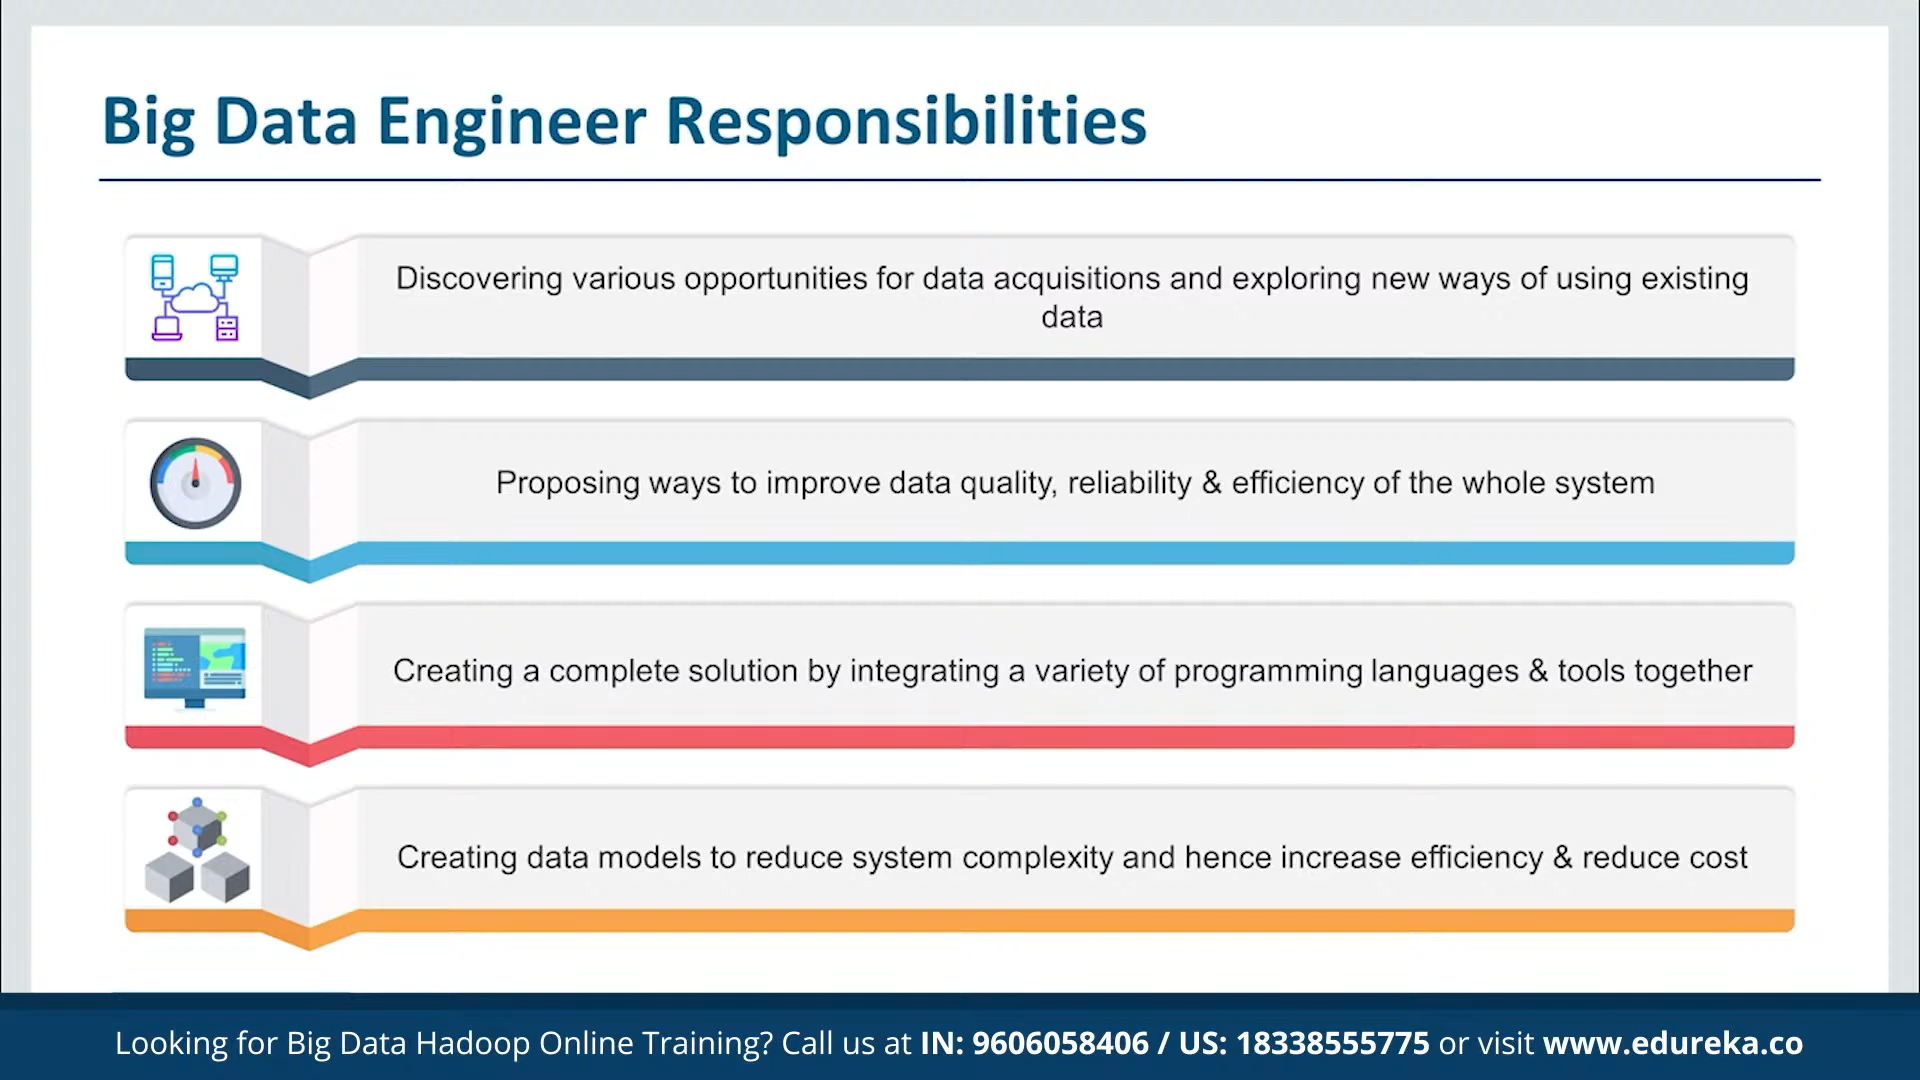 Big Data Engineer Responsibilities
Discovering various opportunities for data acquisitions and exploring new ways of using existing
data
Proposing ways to improve data quality, reliability & efficiency of the whole system
Creating a complete solution by integrating a variety of programming languages & tools together
Creating data models to reduce system complexity and hence increase efficiency & reduce cost
Looking for Big Data Hadoop Online Training? Call us at IN: 9606058406 / US: 18338555775 or visit www.edureka.co